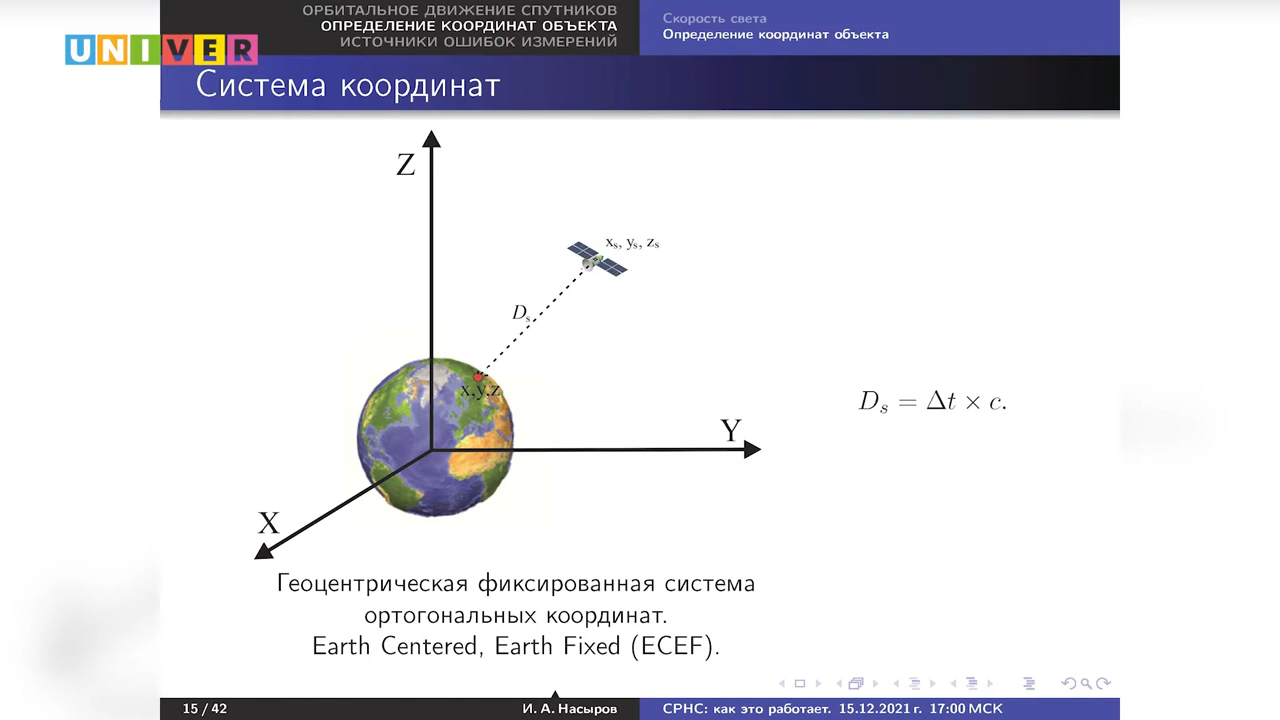 ОРБИТАЛЬНОЕ ДВИЖЕНИЕ СПУТНИКОВ
ОПРЕДЕЛЕНИЕ КООРДИНАТ ОБЪЕКТА
ИСТОЧНИКИ ОШИБОК ИЗМЕРЕНИЙ
Скорость света
Определение координат объекта
UNIVER
Система координат
Z
xₛ, yₛ, zₛ
Dₛ
x,y,z
Dₛ = Δt × c.
Y
X
Геоцентрическая фиксированная система
ортогональных координат.
Earth Centered, Earth Fixed (ECEF).
15 / 42
И. А. Насыров
СРНС: как это работает. 15.12.2021 г. 17:00 МСК